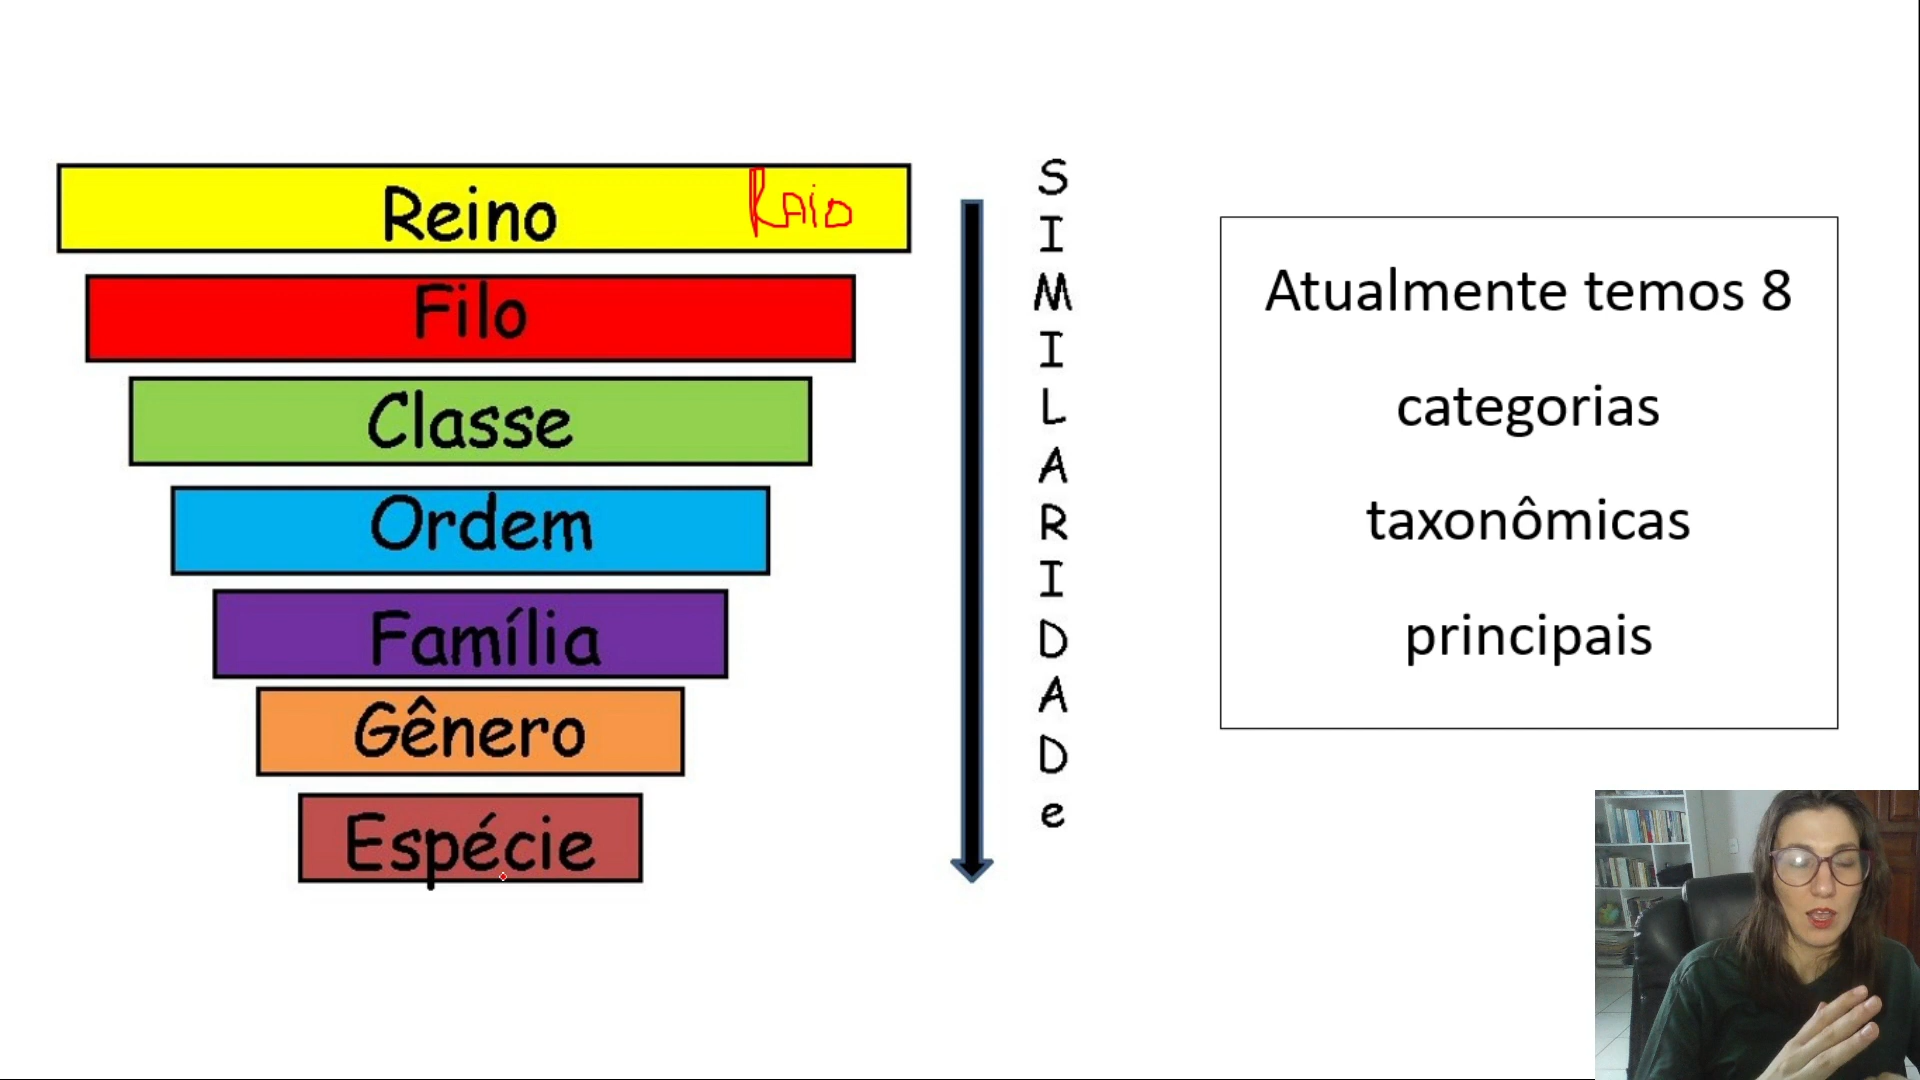 Reino
RAIO
Filo
Classe
Ordem
Família
Gênero
Espécie
S
I
M
I
L
A
R
I
D
A
D
e
Atualmente temos 8
categorias
taxonômicas
principais